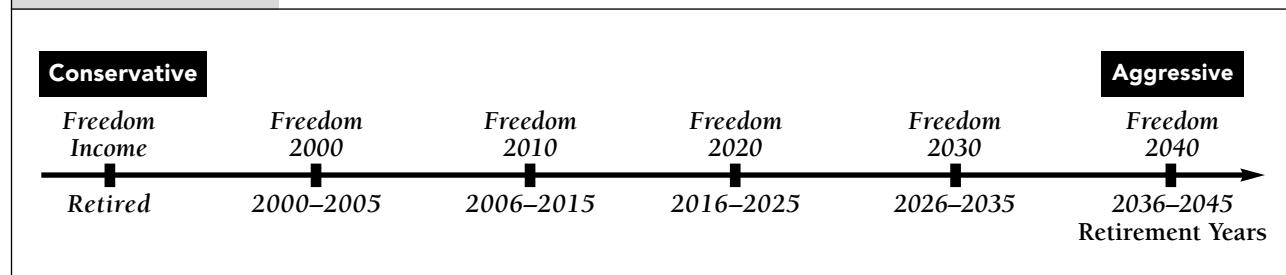 Conservative Aggressive
Freedom Freedom Freedom Freedom Freedom Freedom
Income 2000 2010 2020 2030 2040
Retired 2000–2005 2006–2015 2016–2025 2026–2035 2036–2045
Retirement Years